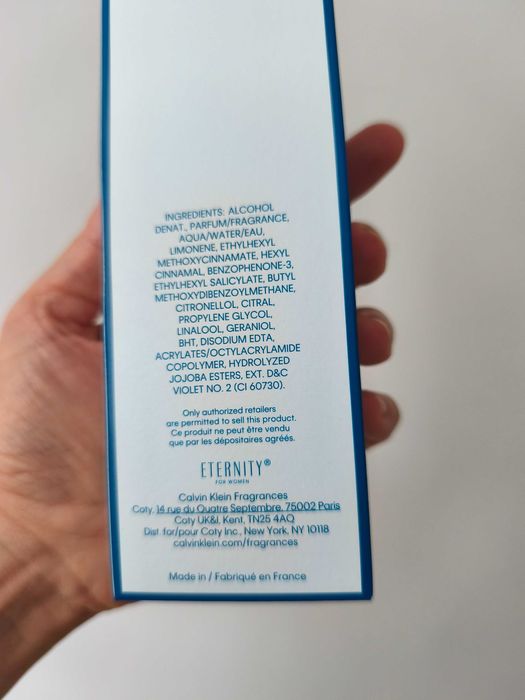 INGREDIENTS: ALCOHOL
DENAT., PARFUM/FRAGRANCE,
AQUA/WATER/EAU,
LIMONENE, ETHYLHEXYL
METHOXYCINNAMATE, HEXYL
CINNAMAL, BENZOPHENONE-3,
ETHYLHEXYL SALICYLATE, BUTYL
METHOXYDIBENZOYLMETHANE,
CITRONELLOL, CITRAL,
PROPYLENE GLYCOL,
LINALOOL, GERANIOL,
BHT, DISODIUM EDTA,
ACRYLATES/OCTYLACRYLAMIDE
COPOLYMER, HYDROLYZED
JOJOBA ESTERS, EXT. D&C
VIOLET NO. 2 (CI 60730).
Only authorized retailers
are permitted to sell this product.
Ce produit ne peut être vendu
que par les dépositaires agréés.
ETERNITY®
FOR WOMEN
Calvin Klein Fragrances
Coty, 14 rue du Quatre Septembre, 75002 Paris
Coty UK&I, Kent, TN25 4AQ
Dist. for/pour Coty Inc., New York, NY 10118
calvinklein.com/fragrances
Made in / Fabriqué en France